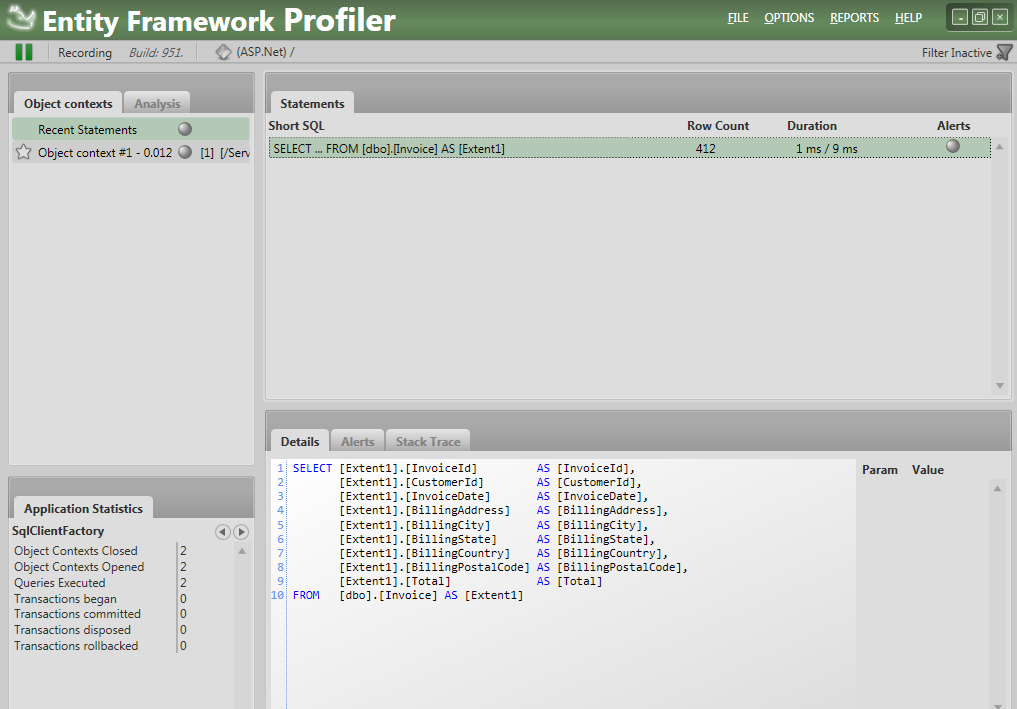 Entity Framework Profiler
FILE OPTIONS REPORTS HELP
Recording Build: 951. (ASP.Net) / Filter Inactive
Object contexts Analysis
Recent Statements
Object context #1 - 0.012 [1] [/Serv
Statements
Short SQL Row Count Duration Alerts
SELECT ... FROM [dbo].[Invoice] AS [Extent1] 412 1 ms / 9 ms
Application Statistics
SqlClientFactory
Object Contexts Closed 2
Object Contexts Opened 2
Queries Executed 2
Transactions began 0
Transactions committed 0
Transactions disposed 0
Transactions rollbacked 0
Details Alerts Stack Trace
1 SELECT [Extent1].[InvoiceId] AS [InvoiceId],
2 [Extent1].[CustomerId] AS [CustomerId],
3 [Extent1].[InvoiceDate] AS [InvoiceDate],
4 [Extent1].[BillingAddress] AS [BillingAddress],
5 [Extent1].[BillingCity] AS [BillingCity],
6 [Extent1].[BillingState] AS [BillingState],
7 [Extent1].[BillingCountry] AS [BillingCountry],
8 [Extent1].[BillingPostalCode] AS [BillingPostalCode],
9 [Extent1].[Total] AS [Total]
10 FROM [dbo].[Invoice] AS [Extent1]
Param Value